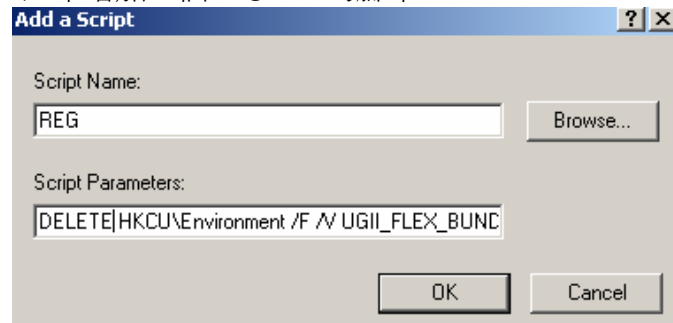 Add a Script
Script Name:
REG
Browse...
Script Parameters:
DELETE HKCU\Environment /F /V UGII_FLEX_BUND
OK
Cancel